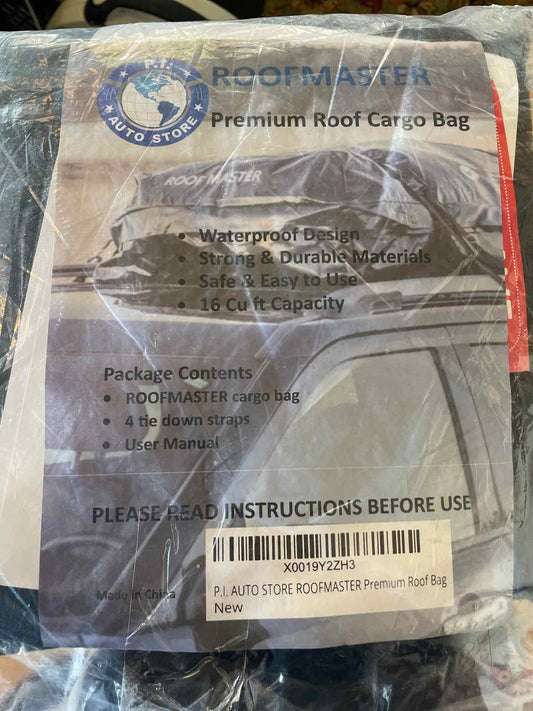 P.I.
AUTO STORE
ROOFMASTER
Premium Roof Cargo Bag
ROOFMASTER
• Waterproof Design
• Strong & Durable Materials
• Safe & Easy to Use
• 16 Cu ft Capacity
Package Contents
• ROOFMASTER cargo bag
• 4 tie down straps
• User Manual
PLEASE READ INSTRUCTIONS BEFORE USE
X0019Y2ZH3
P.I. AUTO STORE ROOFMASTER Premium Roof Bag
New
Made in China